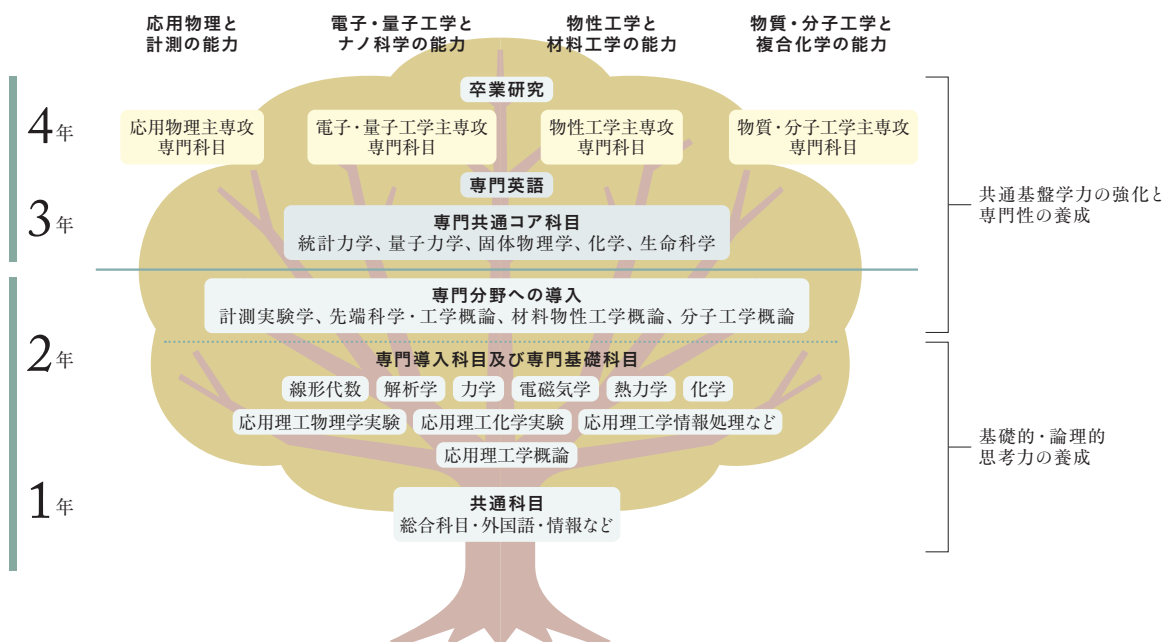 応用物理と
計測の能力
電子・量子工学と
ナノ科学の能力
物性工学と
材料工学の能力
物質・分子工学と
複合化学の能力
卒業研究
4年
応用物理主専攻
専門科目
電子・量子工学主専攻
専門科目
物性工学主専攻
専門科目
物質・分子工学主専攻
専門科目
専門英語
共通基盤学力の強化と
専門性の養成
3年
専門共通コア科目
統計力学、量子力学、固体物理学、化学、生命科学
専門分野への導入
計測実験学、先端科学・工学概論、材料物性工学概論、分子工学概論
2年
専門導入科目及び専門基礎科目
線形代数
解析学
力学
電磁気学
熱力学
化学
応用理工物理学実験
応用理工化学実験
応用理工学情報処理など
応用理工学概論
基礎的・論理的
思考力の養成
1年
共通科目
総合科目・外国語・情報など